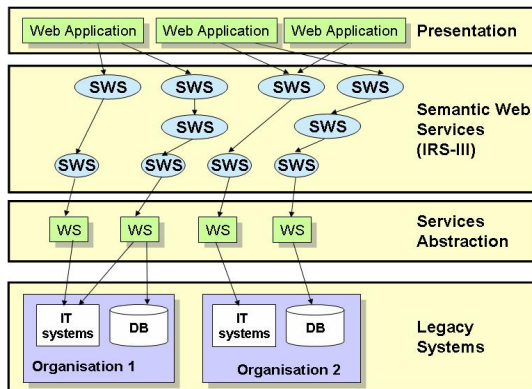 Web Application Web Application Web Application
Presentation
SWS SWS SWS SWS
SWS SWS
SWS SWS SWS SWS
Semantic Web
Services
(IRS-III)
WS WS WS WS
Services
Abstraction
IT
systems
DB
Organisation 1
IT
systems
DB
Organisation 2
Legacy
Systems